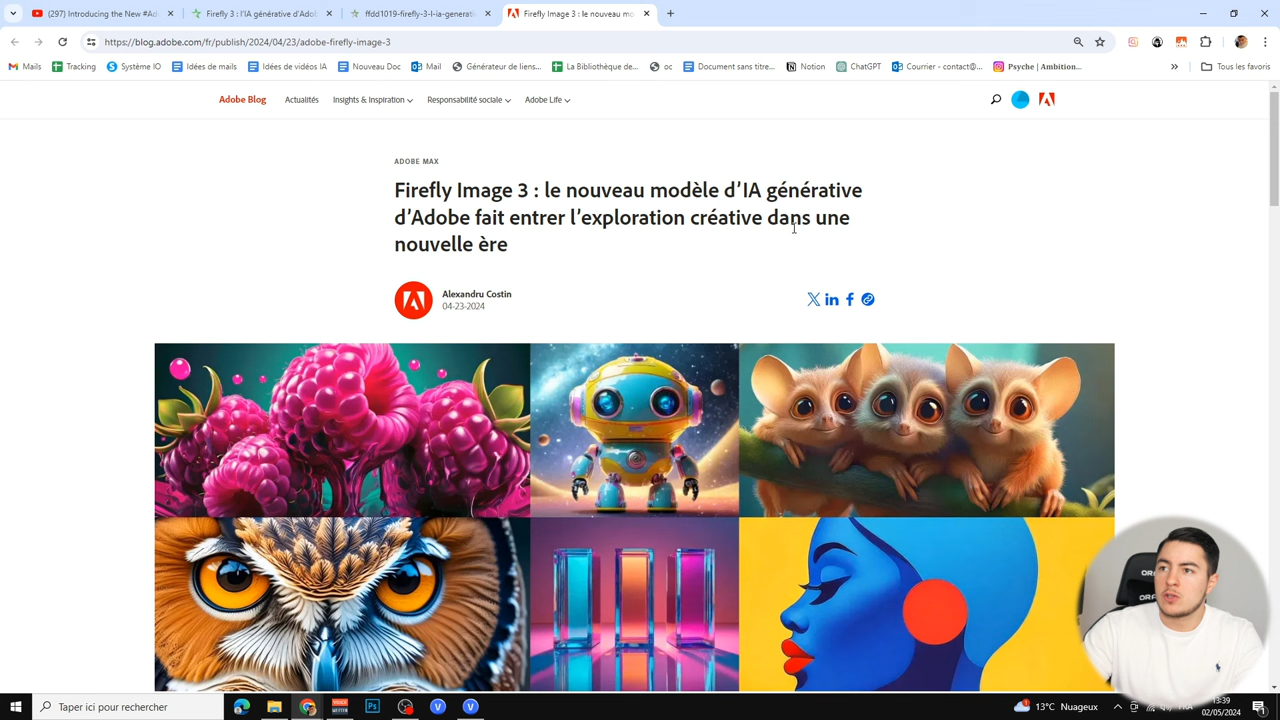 (297) Introducing the New #Ad
Firefly 3 : l'IA générative d'Adob
ffdd1019-firefly-3-l-ia-generati
Firefly Image 3 : le nouveau mo
https://blog.adobe.com/fr/publish/2024/04/23/adobe-firefly-image-3
Mails
Tracking
Système IO
Idées de mails
Idées de vidéos IA
Nouveau Doc
Mail
Générateur de liens...
La Bibliothèque de...
oc
Document sans titre...
Notion
ChatGPT
Courrier - contact@...
Psyche | Ambition...
Tous les favoris
Adobe Blog
Actualités
Insights & Inspiration
Responsabilité sociale
Adobe Life
ADOBE MAX
Firefly Image 3 : le nouveau modèle d’IA générative
d’Adobe fait entrer l’exploration créative dans une
nouvelle ère
Alexandru Costin
04-23-2024
Taper ici pour rechercher
13°C Nuageux
FRA
13:39
02/05/2024